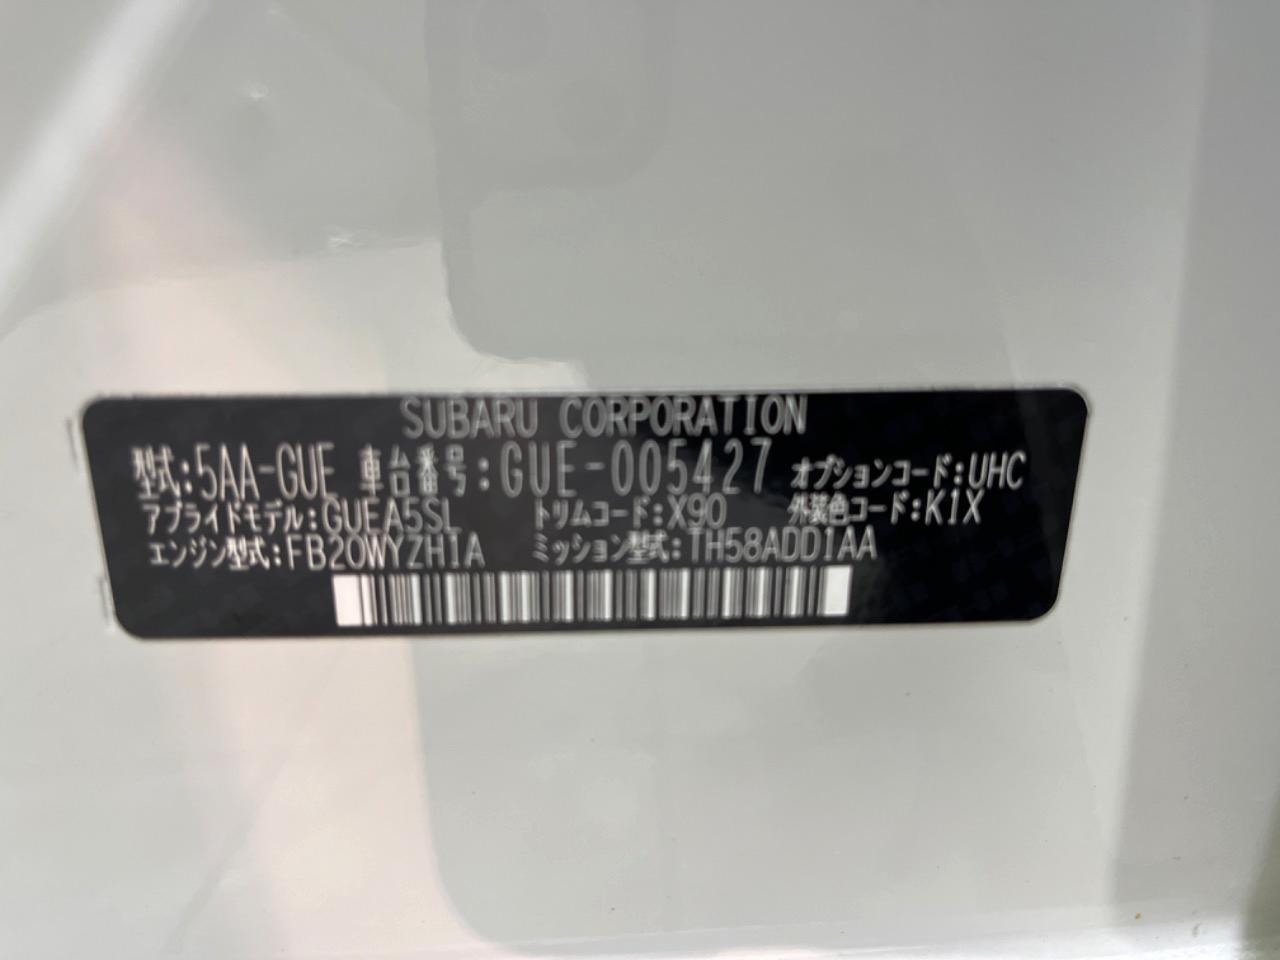 SUBARU CORPORATION
型式:5AA-GUE 車台番号:GUE-005427 オプションコード:UHC
アプライドモデル:GUEA5SL トリムコード:X90 外装色コード:K1X
エンジン型式:FB20WYZH1A ミッション型式:TH58ADD1AA